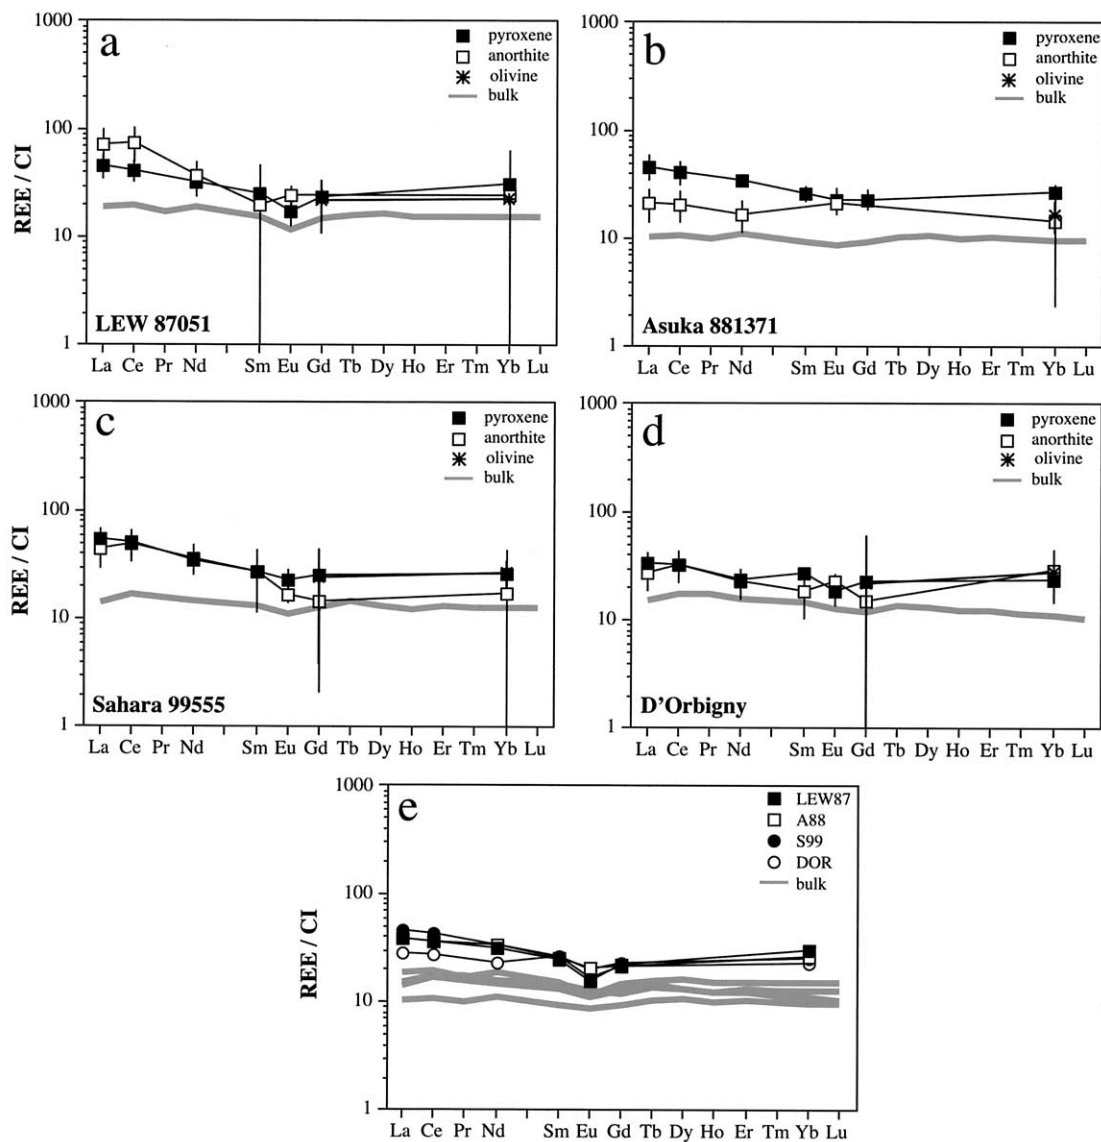 a
pyroxene
anorthite
olivine
bulk
1000
100
10
1
REE / CI
LEW 87051
La Ce Pr Nd Sm Eu Gd Tb Dy Ho Er Tm Yb Lu
b
pyroxene
anorthite
olivine
bulk
1000
100
10
1
Asuka 881371
La Ce Pr Nd Sm Eu Gd Tb Dy Ho Er Tm Yb Lu
c
pyroxene
anorthite
olivine
bulk
1000
100
10
1
REE / CI
Sahara 99555
La Ce Pr Nd Sm Eu Gd Tb Dy Ho Er Tm Yb Lu
d
pyroxene
anorthite
olivine
bulk
1000
100
10
1
D'Orbigny
La Ce Pr Nd Sm Eu Gd Tb Dy Ho Er Tm Yb Lu
e
LEW87
A88
S99
DOR
bulk
1000
100
10
1
REE / CI
La Ce Pr Nd Sm Eu Gd Tb Dy Ho Er Tm Yb Lu